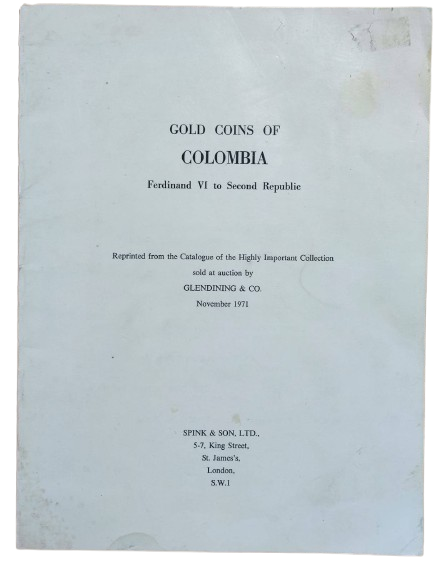 GOLD COINS OF
COLOMBIA
Ferdinand VI to Second Republic
Reprinted from the Catalogue of the Highly Important Collection
sold at auction by
GLENDINING & CO.
November 1971
SPINK & SON, LTD.,
5-7, King Street,
St. James's,
London,
S.W.1